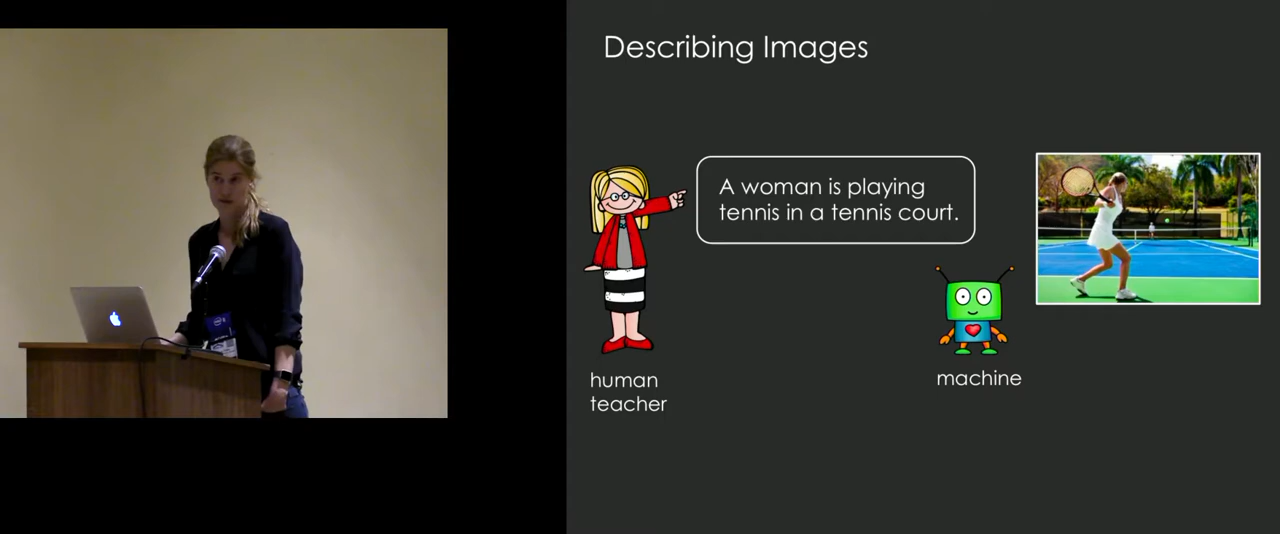 Describing Images
A woman is playing
tennis in a tennis court.
human
teacher
machine